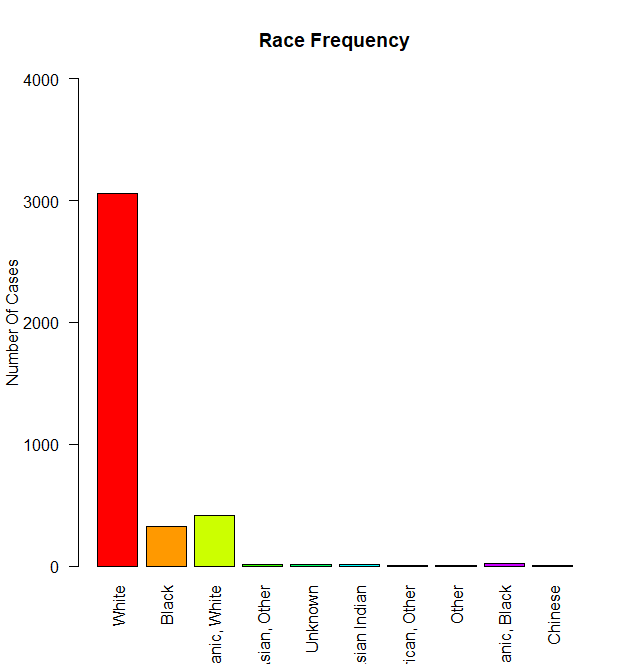 Race Frequency
Number Of Cases
4000
3000
2000
1000
0
White
Black
anic, White
sian, Other
Unknown
sian Indian
rican, Other
Other
anic, Black
Chinese